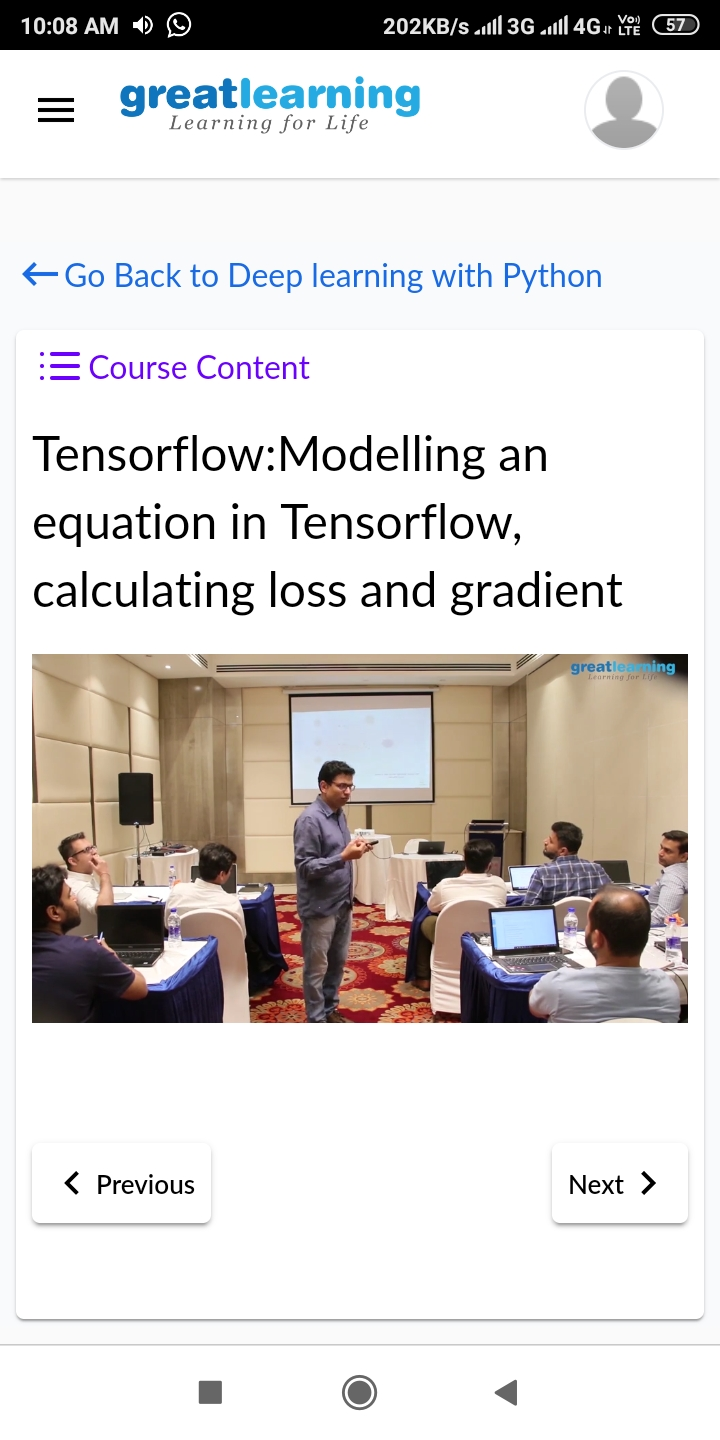 10:08 AM 202KB/s 3G 4G Vo)) LTE 57
greatlearning
Learning for Life
Go Back to Deep learning with Python
Course Content
Tensorflow:Modelling an
equation in Tensorflow,
calculating loss and gradient
greatlearning
Learning for Life
Previous Next